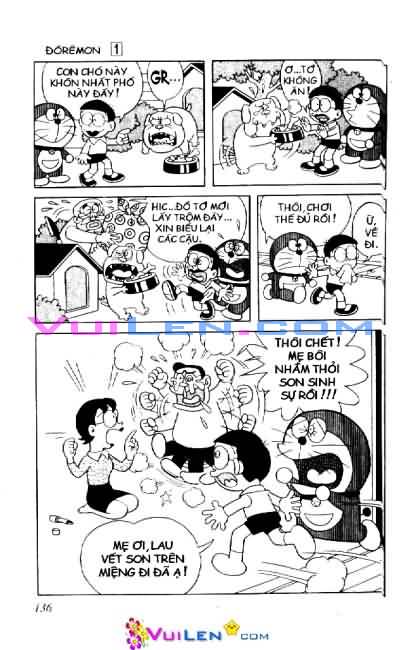 ĐÔRÊMON 1
CON CHÓ NÀY
KHÔN NHẤT PHỐ
NÀY ĐẤY!
GR...
Ơ...TỚ
KHÔNG
ĂN!
HIC...ĐỒ TỚ MỚI
LẤY TRỘM ĐẤY...
XIN BIẾU LẠI
CÁC CẬU.
THÔI, CHƠI
THẾ ĐỦ RỒI!
Ừ,
VỀ
ĐI.
VUILEN.COM
THÔI CHẾT!
MẸ BÔI
NHẦM THỎI
SON SINH
SỰ RỒI!!!
MẸ ƠI, LAU
VẾT SON TRÊN
MIỆNG ĐI ĐÃ Ạ!
136
VUILEN.COM